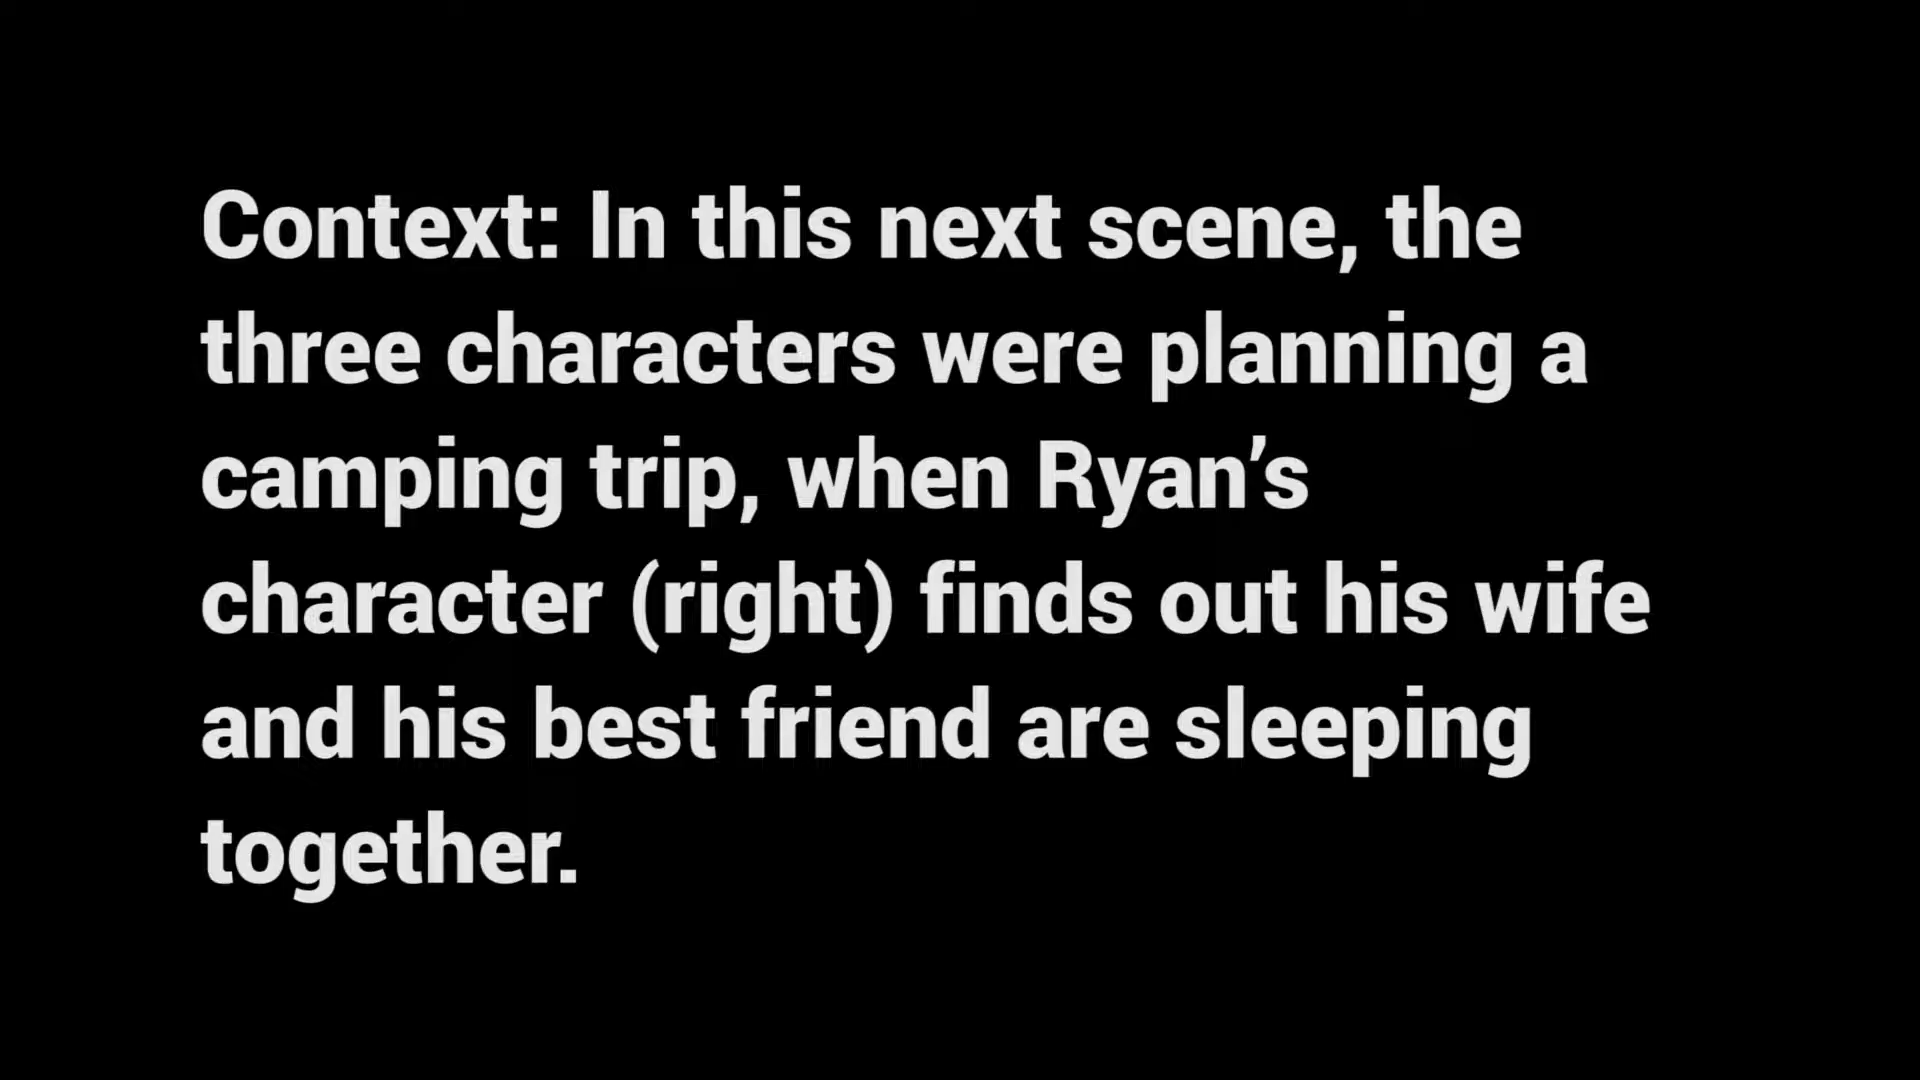 Context: In this next scene, the
three characters were planning a
camping trip, when Ryan’s
character (right) finds out his wife
and his best friend are sleeping
together.